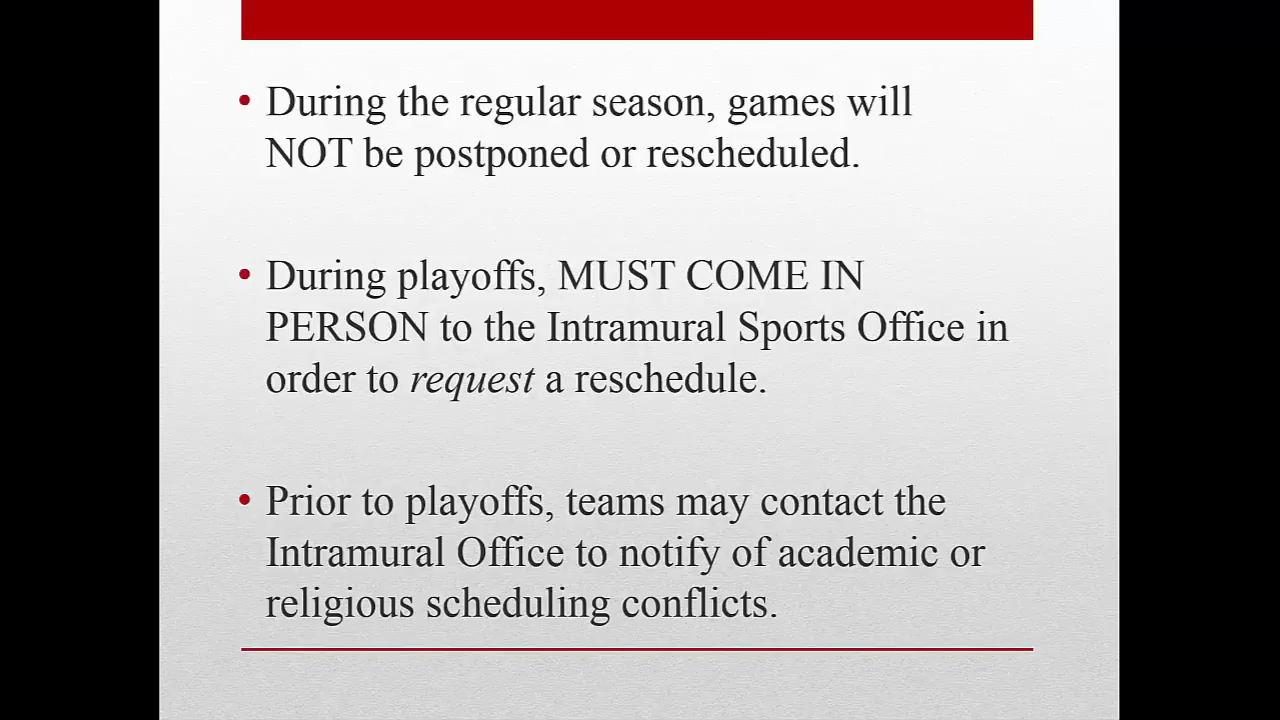 • During the regular season, games will
NOT be postponed or rescheduled.
• During playoffs, MUST COME IN
PERSON to the Intramural Sports Office in
order to request a reschedule.
• Prior to playoffs, teams may contact the
Intramural Office to notify of academic or
religious scheduling conflicts.